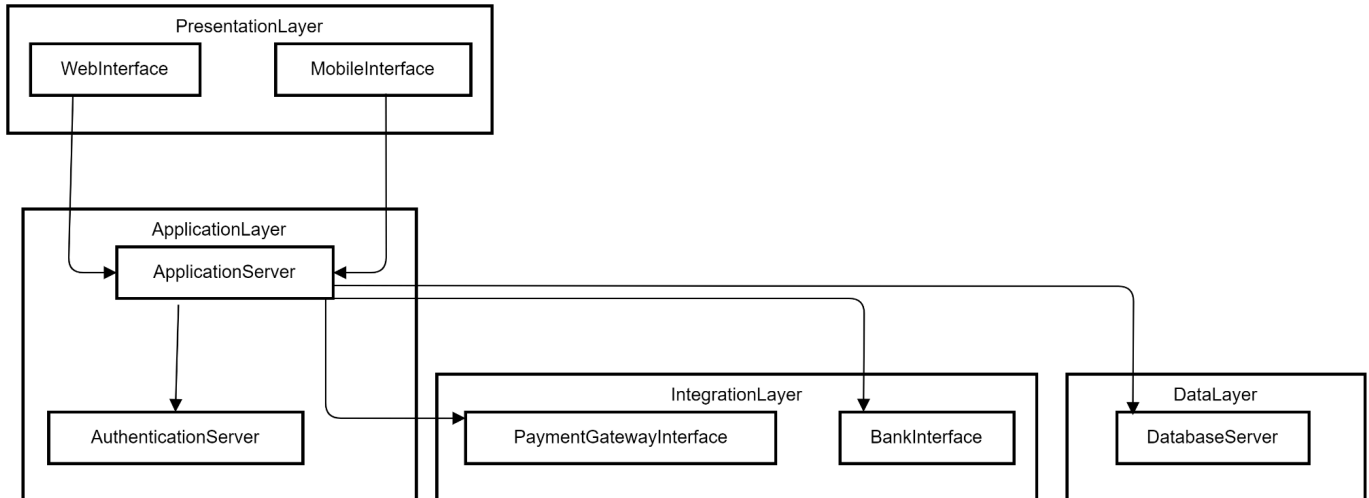 PresentationLayer
WebInterface
MobileInterface
ApplicationLayer
ApplicationServer
AuthenticationServer
IntegrationLayer
PaymentGatewayInterface
BankInterface
DataLayer
DatabaseServer